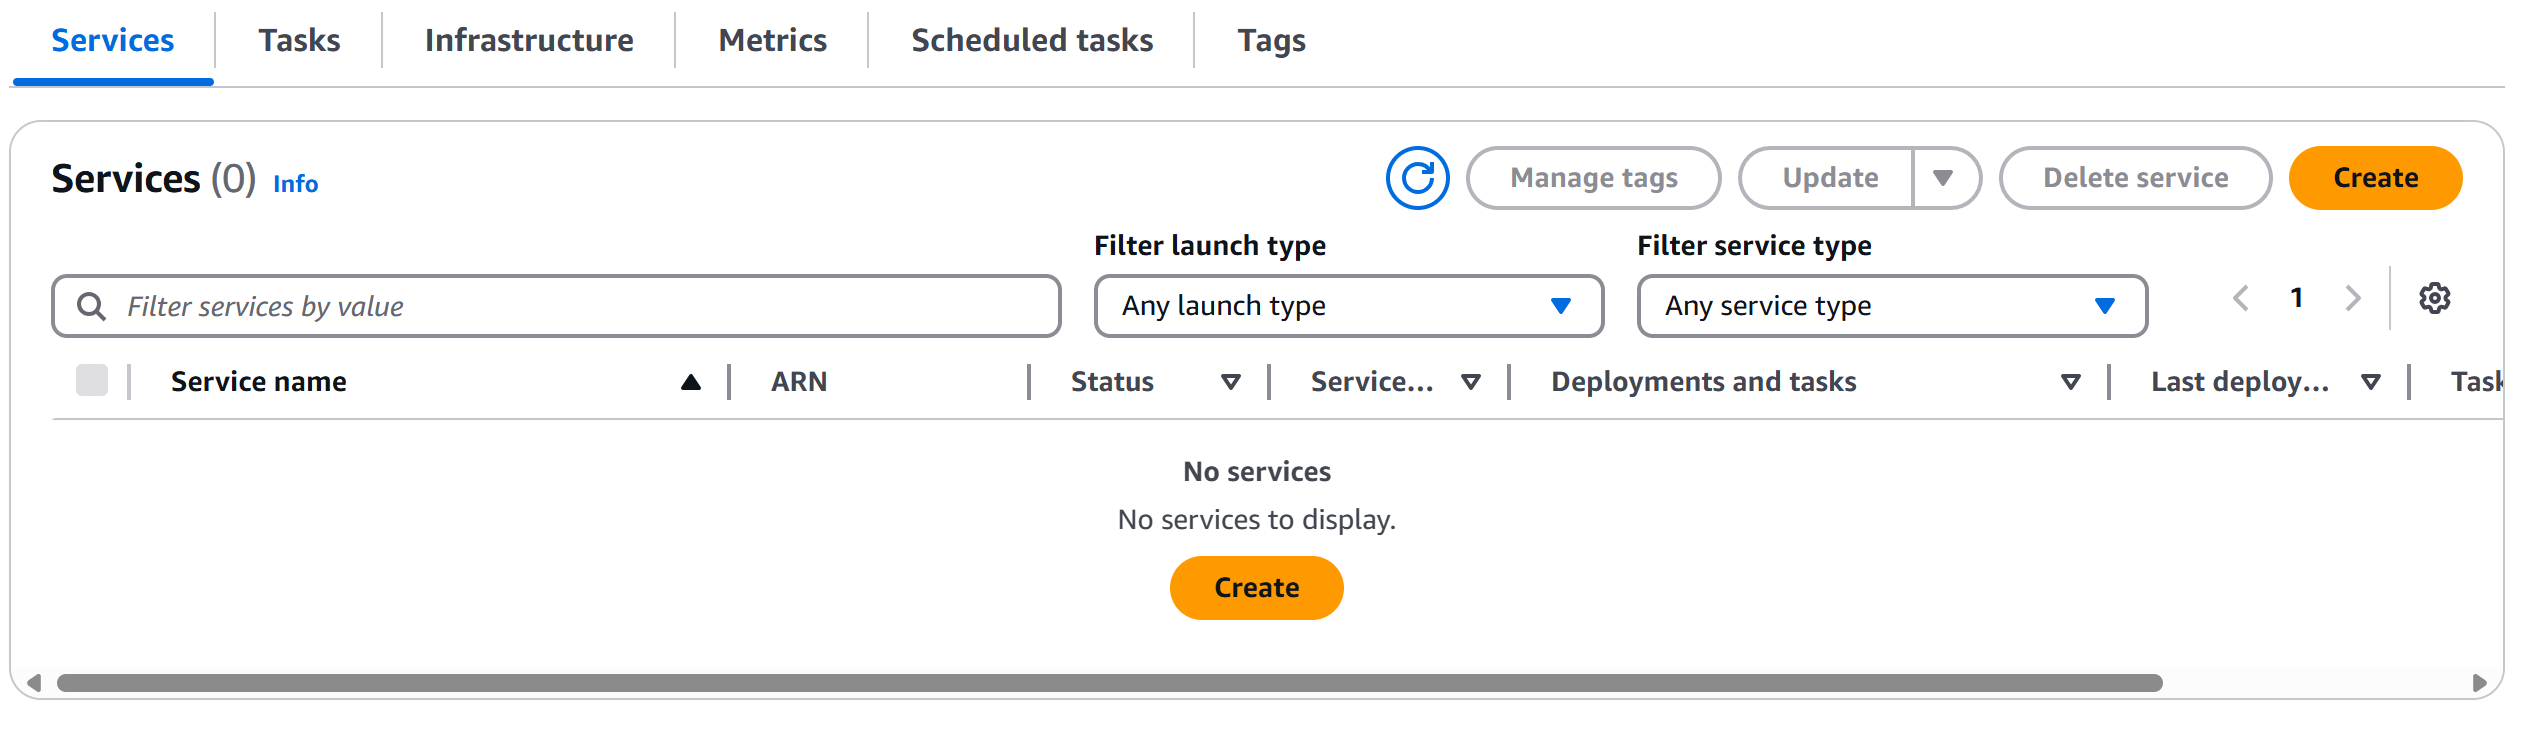 Services Tasks Infrastructure Metrics Scheduled tasks Tags
Services (0) Info Manage tags Update Delete service Create
Filter launch type Filter service type
Filter services by value Any launch type Any service type 1
Service name ARN Status Service... Deployments and tasks Last deploy... Task
No services
No services to display.
Create